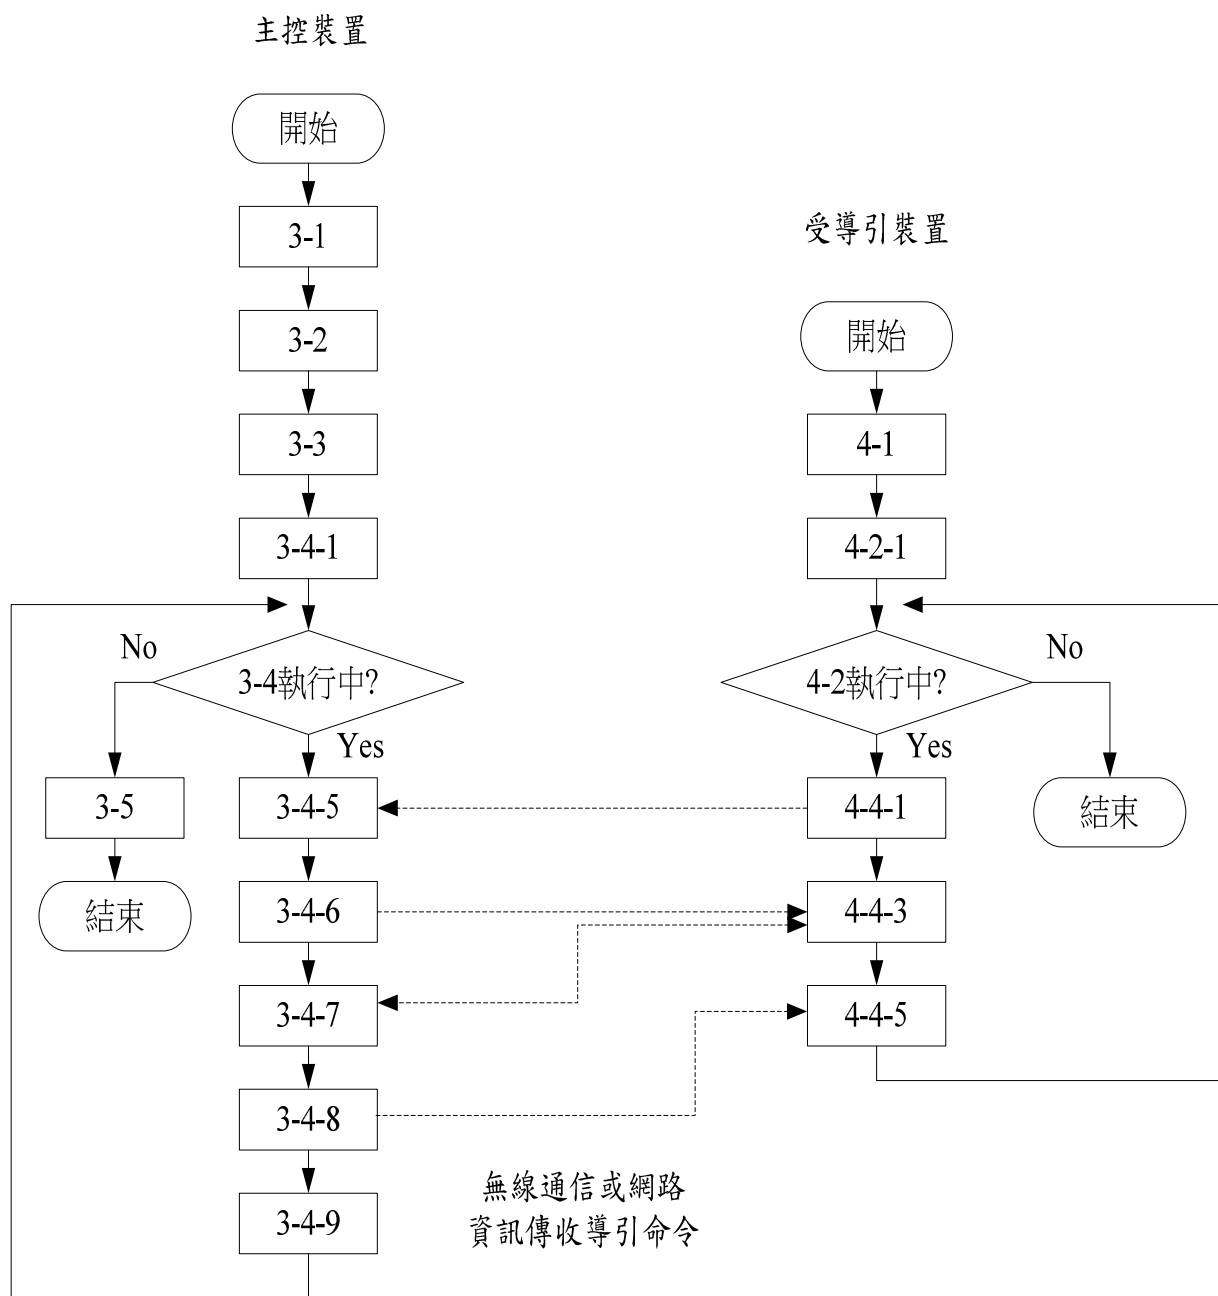 主控裝置
開始
3-1
3-2
3-3
3-4-1
3-4執行中?
No
Yes
3-5
結束
3-4-5
3-4-6
3-4-7
3-4-8
3-4-9
受導引裝置
開始
4-1
4-2-1
4-2執行中?
No
Yes
4-4-1
結束
4-4-3
4-4-5
無線通信或網路
資訊傳收導引命令